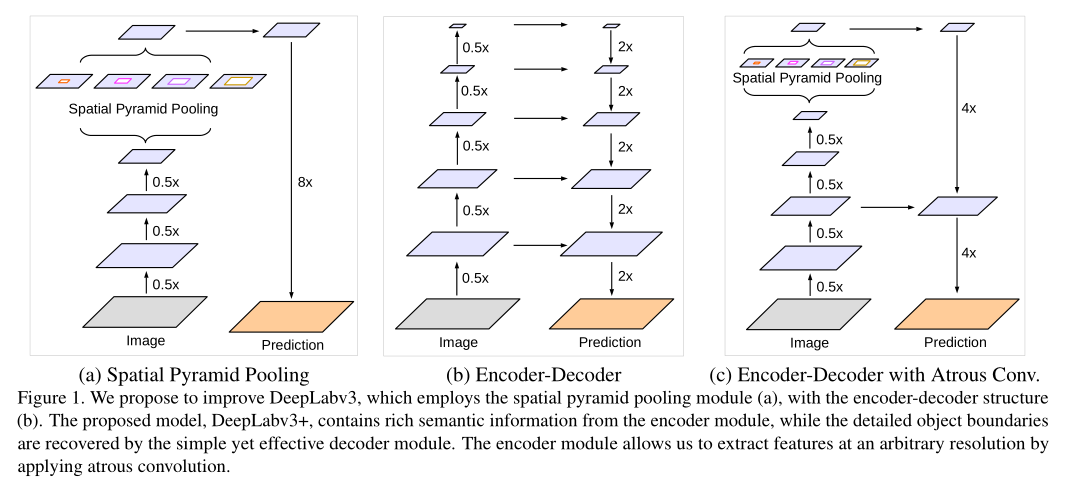 Spatial Pyramid Pooling
0.5x
0.5x
0.5x
8x
Image
Prediction
(a) Spatial Pyramid Pooling
0.5x
2x
0.5x
2x
0.5x
2x
0.5x
2x
0.5x
2x
Image
Prediction
(b) Encoder-Decoder
Spatial Pyramid Pooling
4x
0.5x
0.5x
0.5x
4x
0.5x
Image
Prediction
(c) Encoder-Decoder with Atrous Conv.
Figure 1. We propose to improve DeepLabv3, which employs the spatial pyramid pooling module (a), with the encoder-decoder structure
(b). The proposed model, DeepLabv3+, contains rich semantic information from the encoder module, while the detailed object boundaries
are recovered by the simple yet effective decoder module. The encoder module allows us to extract features at an arbitrary resolution by
applying atrous convolution.